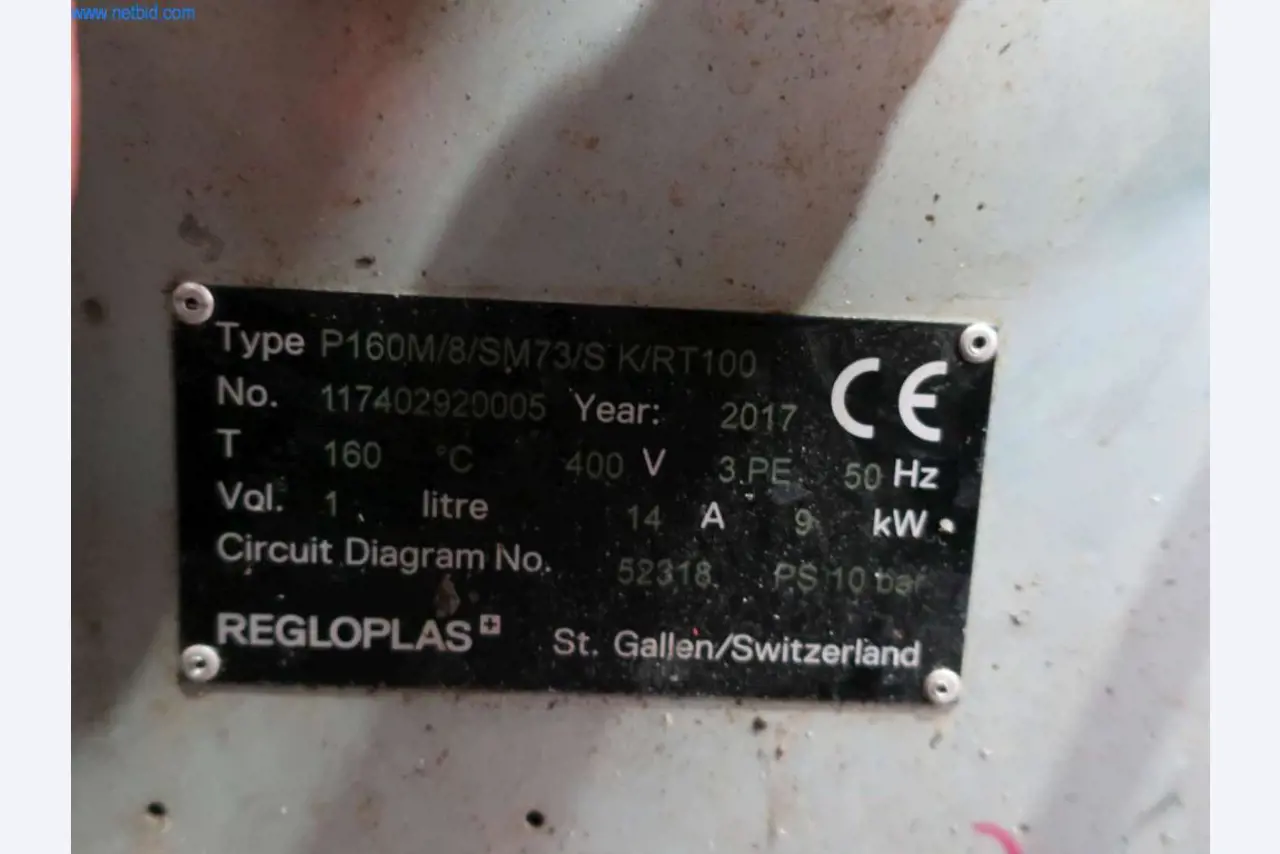 www.netbid.com
Type P160M/8/SM73/S K/RT100
No. 117402920005 Year: 2017
T 160 °C 400 V 3.PE 50 Hz
Vol. 1 litre 14 A 9 kW
Circuit Diagram No. 52318 PS 10 bar
REGLOPLAS St. Gallen/Switzerland
CE